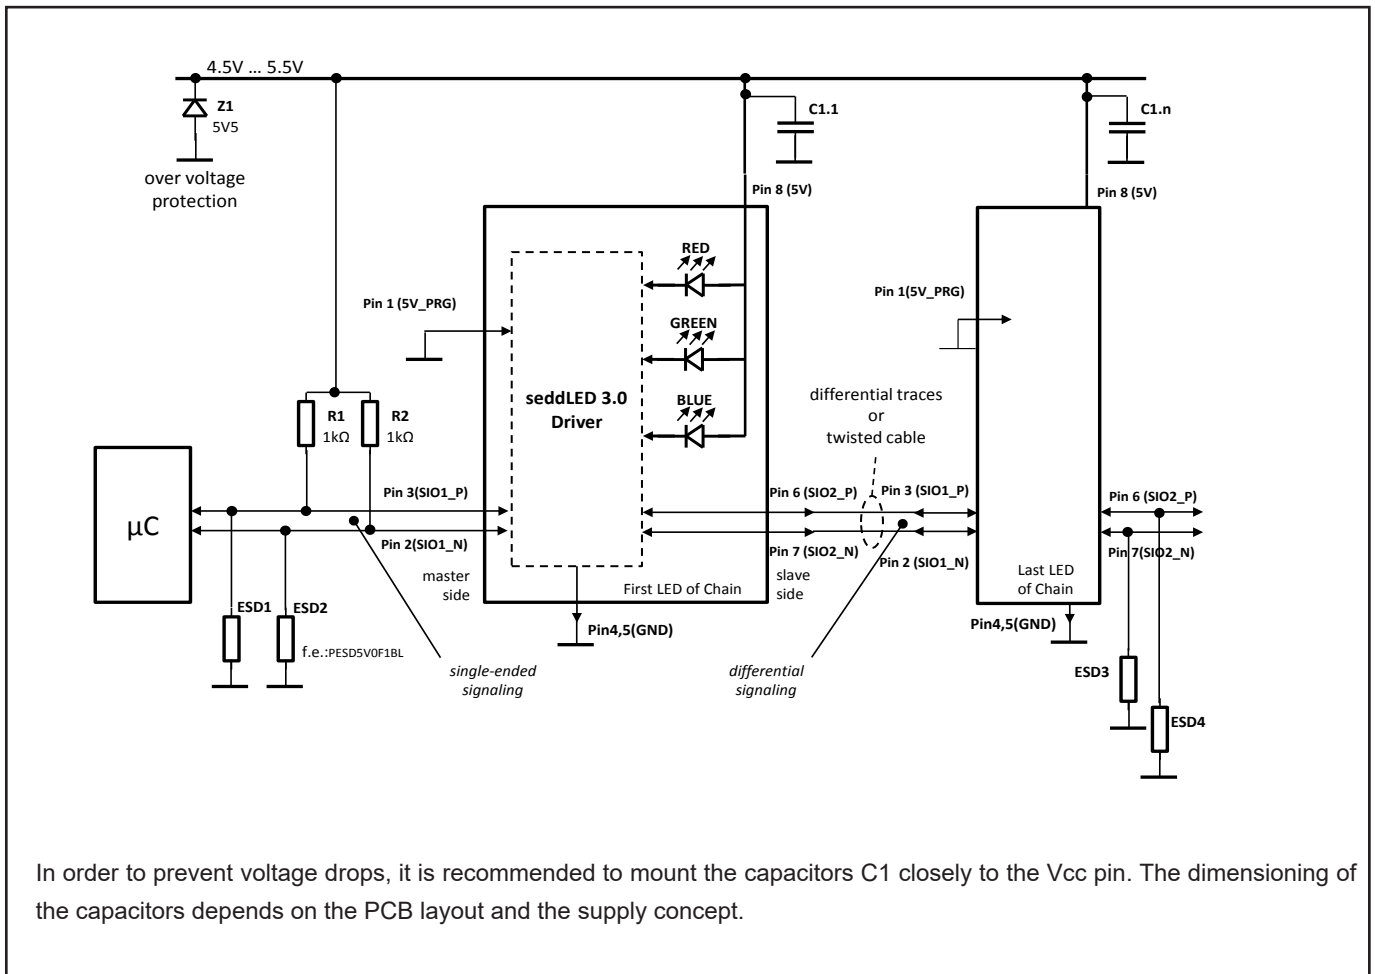 4.5V ... 5.5V
Z1
5V5
over voltage
protection
C1.1
C1.n
Pin 8 (5V)
Pin 8 (5V)
RED
Pin 1 (5V_PRG)
Pin 1(5V_PRG)
GREEN
seddLED 3.0
Driver
BLUE
differential traces
or
twisted cable
R1
1kΩ
R2
1kΩ
µC
Pin 3(SIO1_P)
Pin 2(SIO1_N)
Pin 6 (SIO2_P)
Pin 3 (SIO1_P)
Pin 6 (SIO2_P)
Pin 7 (SIO2_N)
Pin 2 (SIO1_N)
Pin 7(SIO2_N)
master
side
First LED of Chain
slave
side
Last LED
of Chain
ESD1
ESD2
f.e.:PESD5V0F1BL
Pin4,5(GND)
Pin4,5(GND)
single-ended
signaling
differential
signaling
ESD3
ESD4
In order to prevent voltage drops, it is recommended to mount the capacitors C1 closely to the Vcc pin. The dimensioning of
the capacitors depends on the PCB layout and the supply concept.